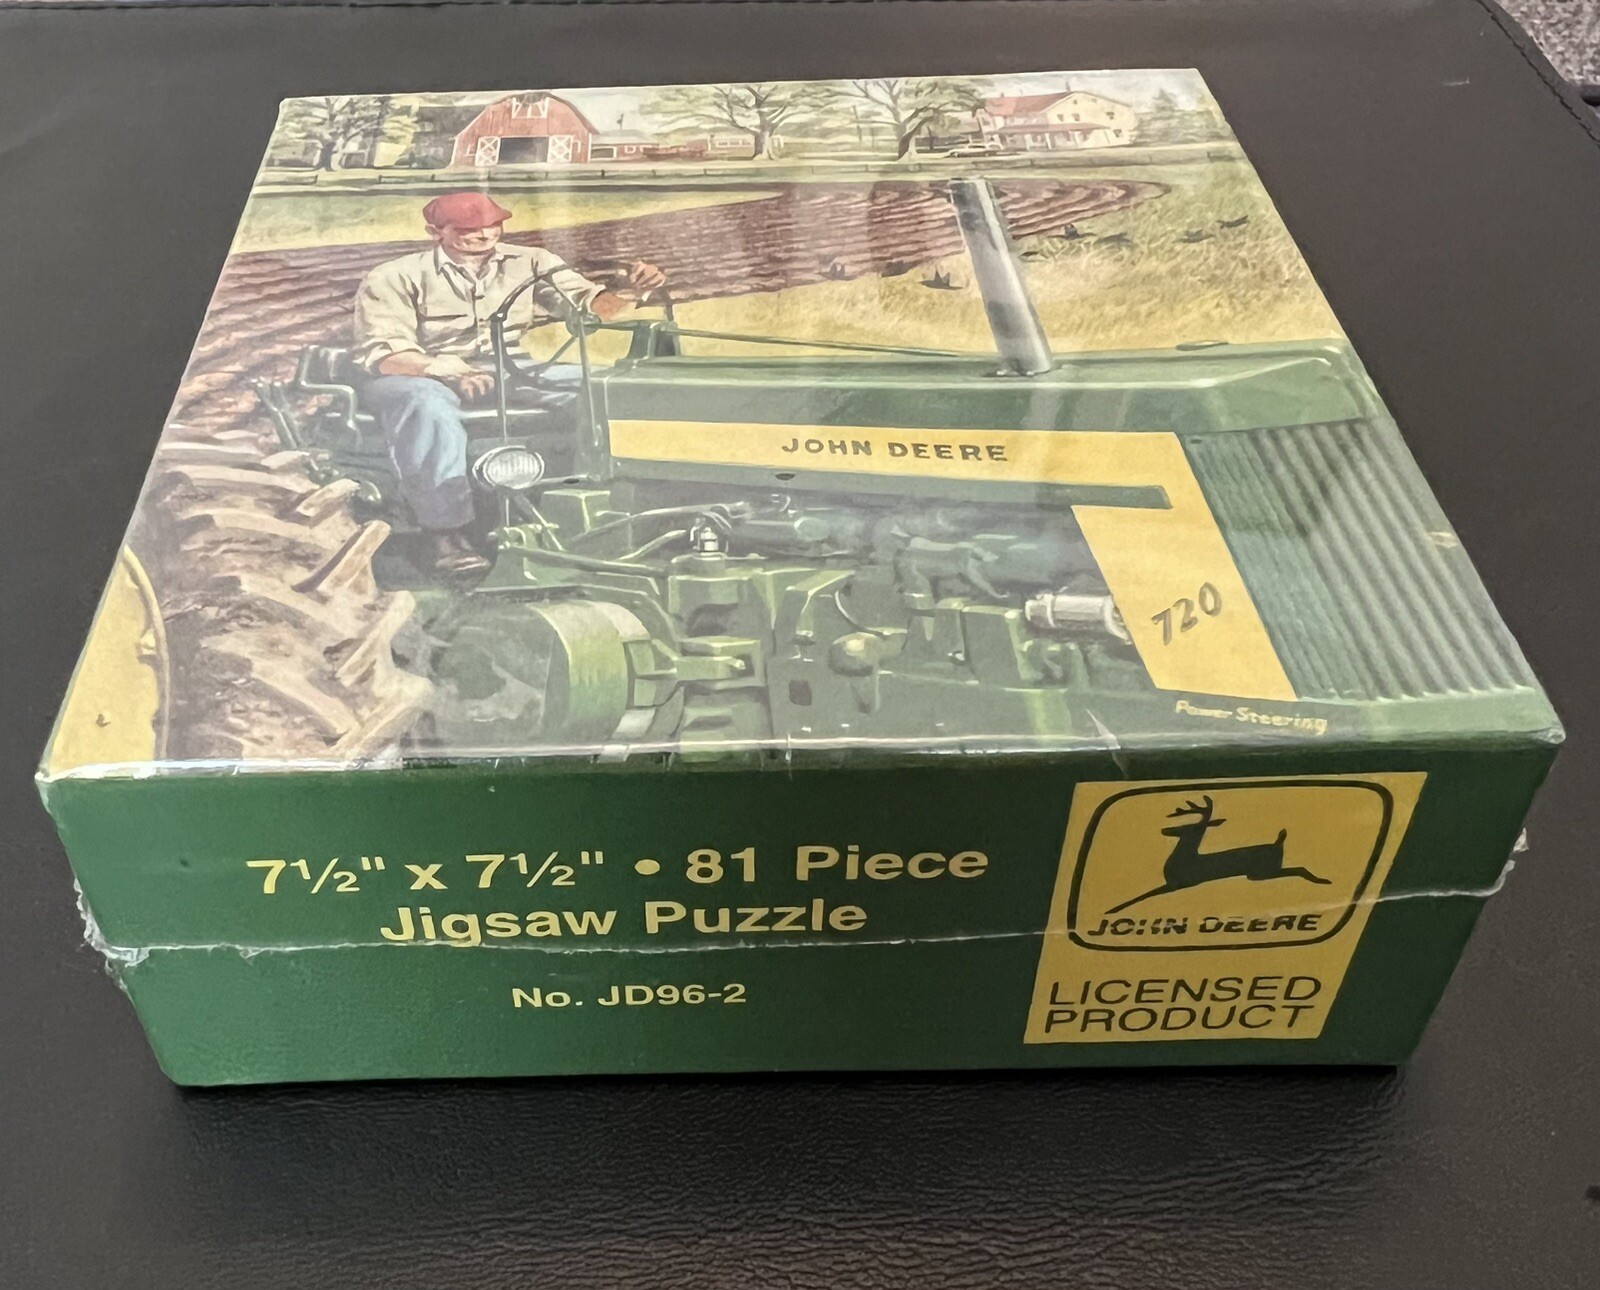 JOHN DEERE
720
Power Steering
7½" x 7½" • 81 Piece
Jigsaw Puzzle
No. JD96-2
JOHN DEERE
LICENSED
PRODUCT